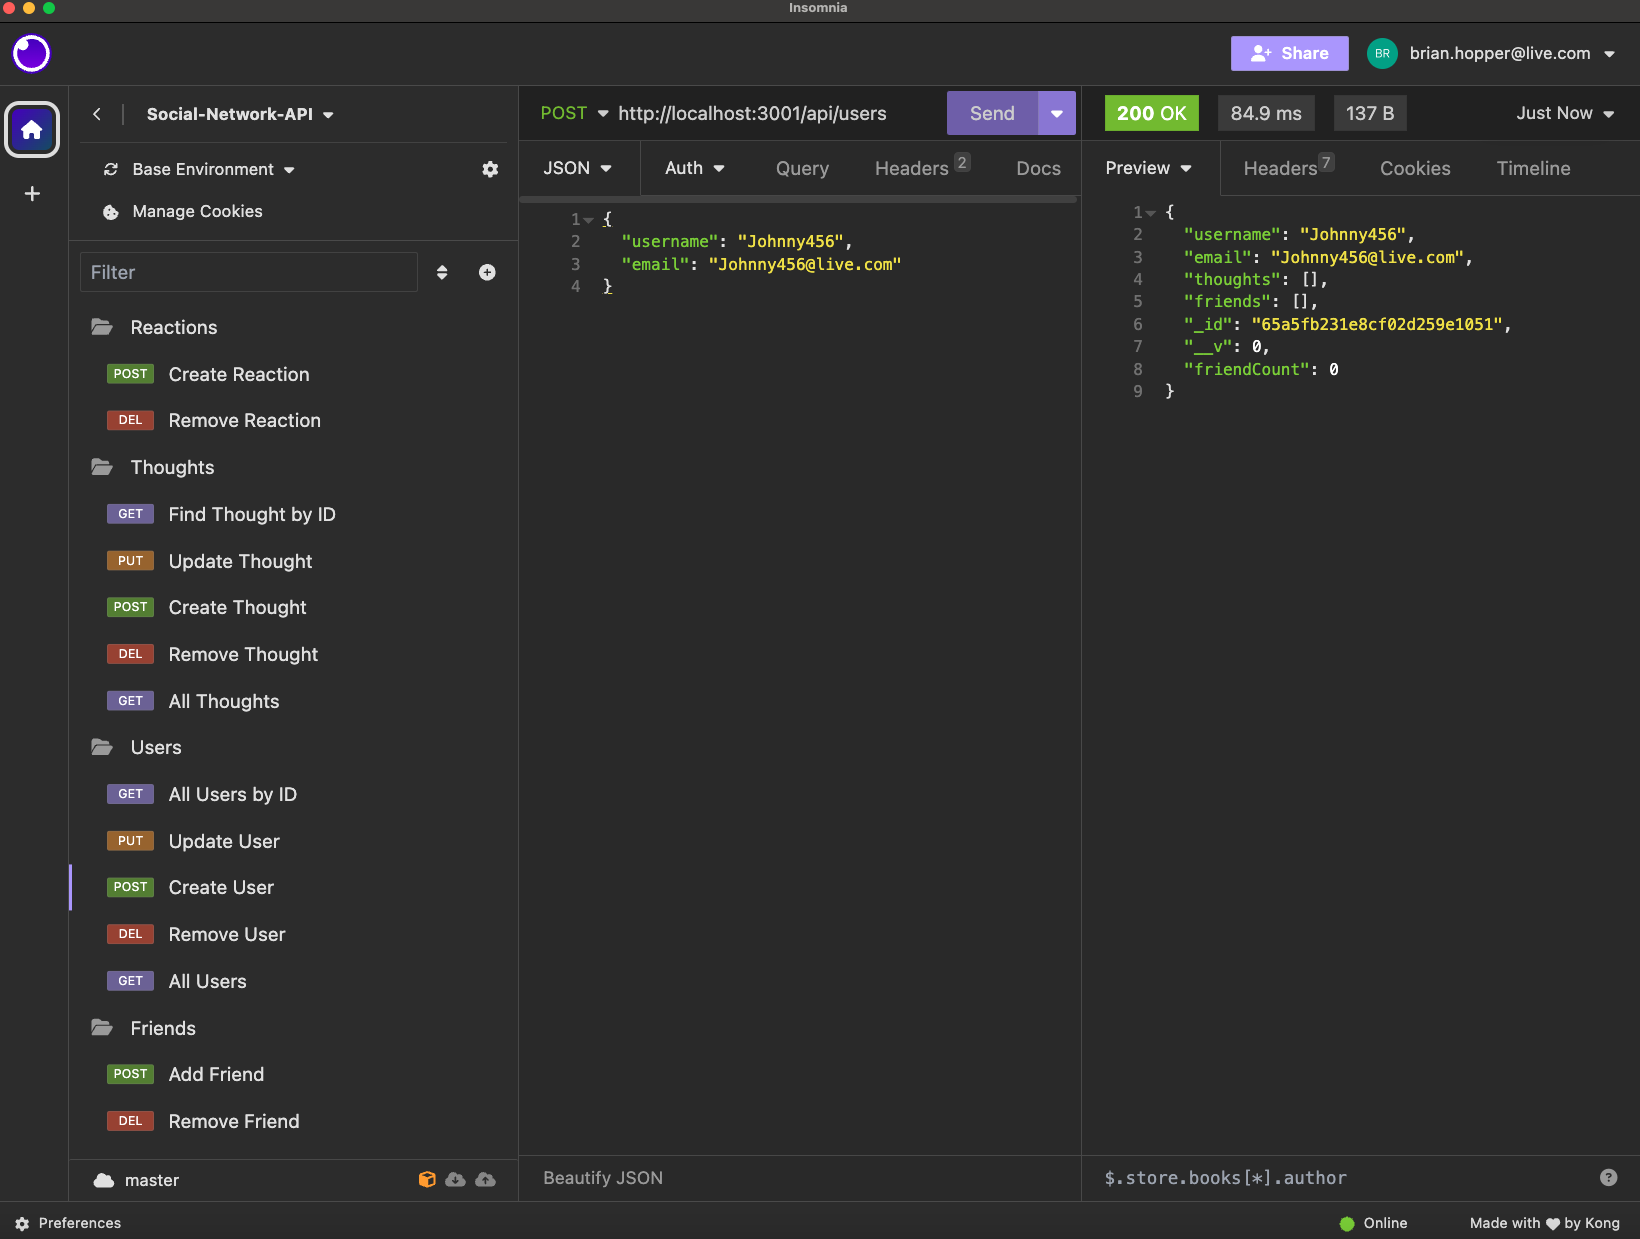 Insomnia
Share
BR
brian.hopper@live.com
Social-Network-API
Base Environment
Manage Cookies
Filter
Reactions
POST Create Reaction
DEL Remove Reaction
Thoughts
GET Find Thought by ID
PUT Update Thought
POST Create Thought
DEL Remove Thought
GET All Thoughts
Users
GET All Users by ID
PUT Update User
POST Create User
DEL Remove User
GET All Users
Friends
POST Add Friend
DEL Remove Friend
master
POST http://localhost:3001/api/users Send
JSON Auth Query Headers 2 Docs
1 {
2 "username": "Johnny456",
3 "email": "Johnny456@live.com"
4 }
Beautify JSON
200 OK 84.9 ms 137 B Just Now
Preview Headers 7 Cookies Timeline
1 {
2 "username": "Johnny456",
3 "email": "Johnny456@live.com",
4 "thoughts": [],
5 "friends": [],
6 "_id": "65a5fb231e8cf02d259e1051",
7 "__v": 0,
8 "friendCount": 0
9 }
$.store.books[*].author
?
Preferences
Online
Made with ♥ by Kong